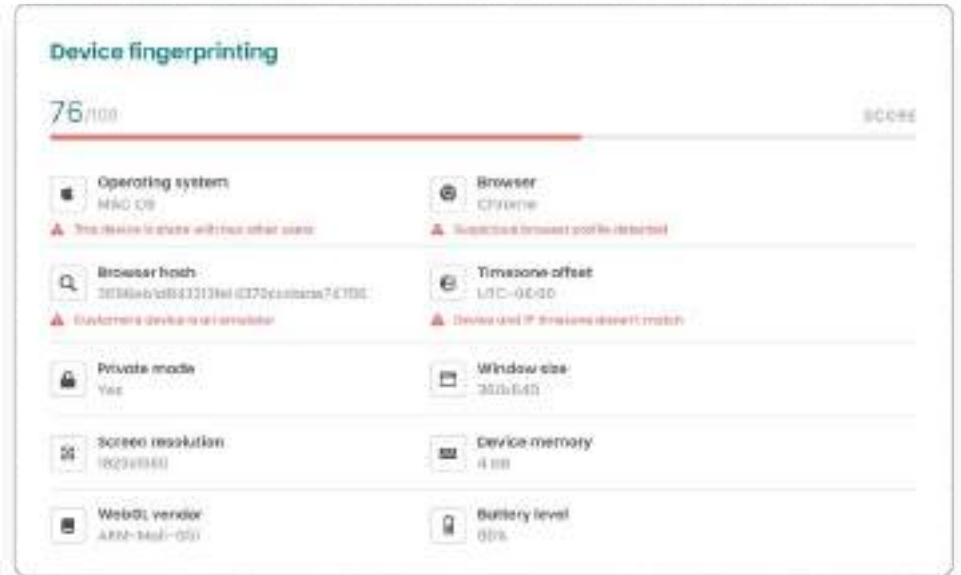 Device fingerprinting
76/100
SCORE
Operating system
MAC OS
This device is share with two other users
Browser
Chrome
Suspicious browser profile detected
Browser hash
Customers device is an emulator
Timezone offset
Device and IP timezone doesn't match
Private mode
Yes
Window size
360x640
Screen resolution
Device memory
4 GB
WebGL vendor
Battery level